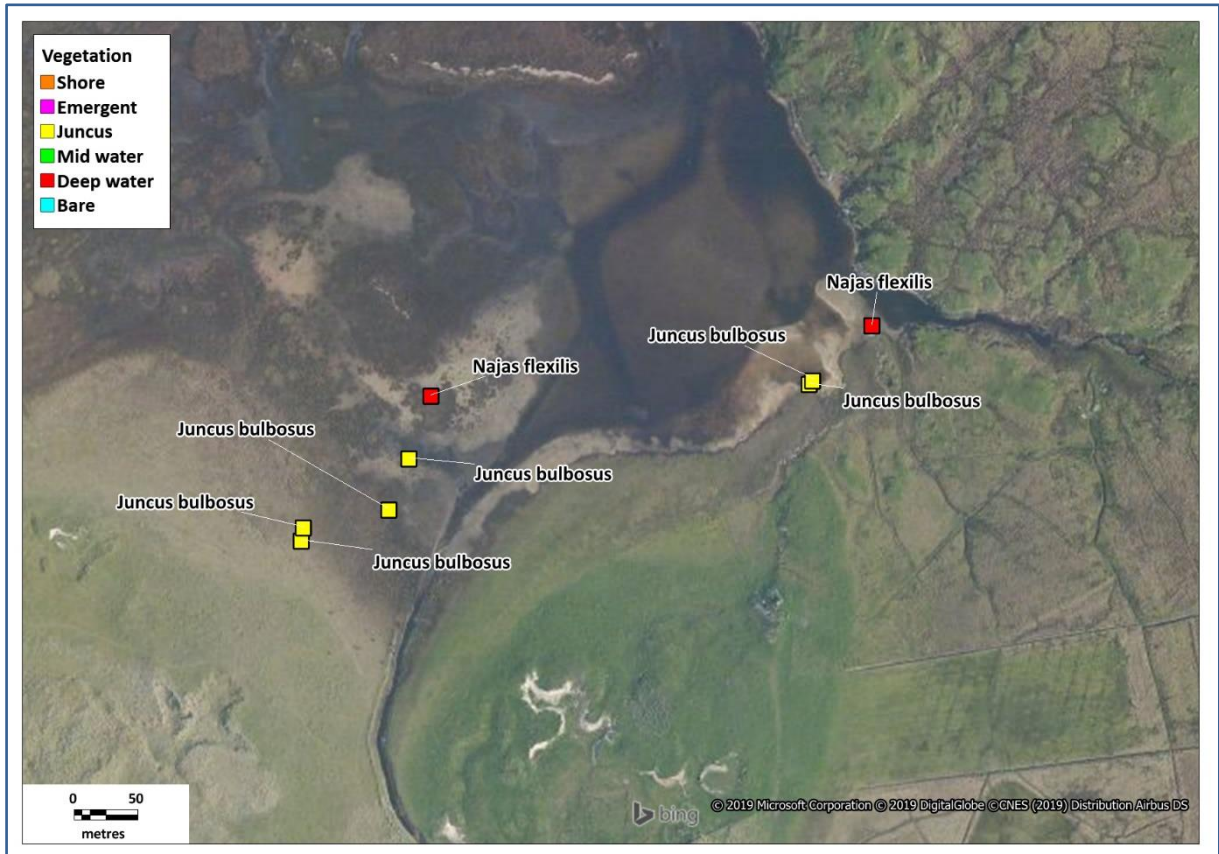 Vegetation
Shore
Emergent
Juncus
Mid water
Deep water
Bare
Najas flexilis
Juncus bulbosus
Najas flexilis
Juncus bulbosus
Juncus bulbosus
Juncus bulbosus
Juncus bulbosus
Juncus bulbosus
0 50
metres
bing
© 2019 Microsoft Corporation © 2019 DigitalGlobe ©CNES (2019) Distribution Airbus DS